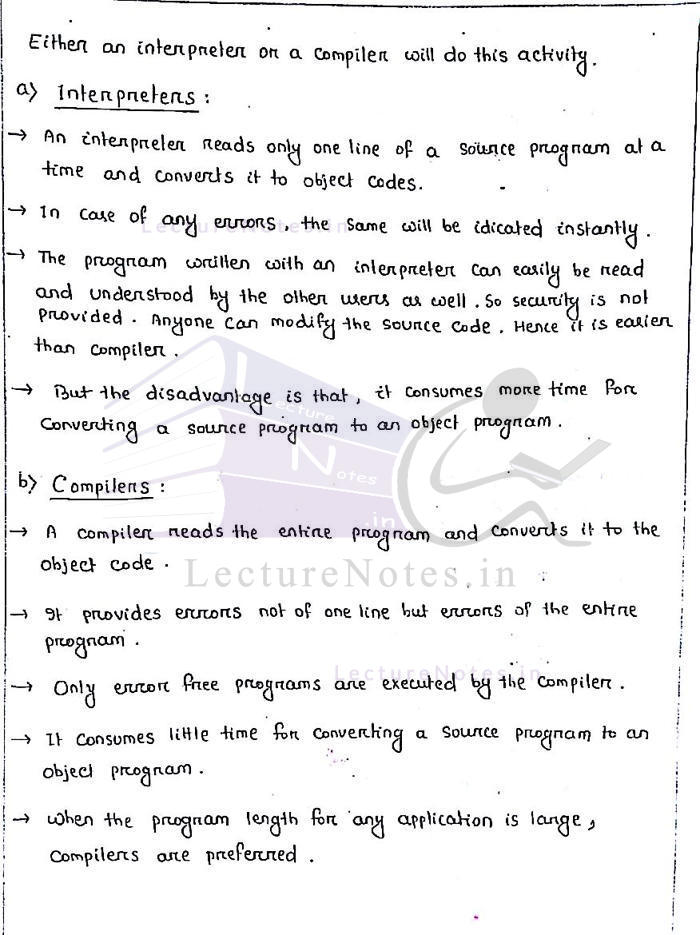 Either an interpreter or a compiler will do this activity.
a) Interpreters :
→ An interpreter reads only one line of a source program at a
time and converts it to object codes.
→ In case of any errors, the same will be idicated instantly.
LectureNotes.in
→ The program written with an interpreter can easily be read
and understood by the other users as well. So security is not
provided. Anyone can modify the source code. Hence it is easier
than compiler.
→ But the disadvantage is that, it consumes more time for
Lecture
converting a source program to an object program.
Notes
b) Compilers :
.in
→ A compiler reads the entire program and converts it to the
object code.
LectureNotes.in
→ It provides errors not of one line but errors of the entire
program.
LectureNotes.in
→ Only error free programs are executed by the compiler.
→ It consumes little time for converting a source program to an
object program.
→ when the program length for any application is large,
compilers are preferred.